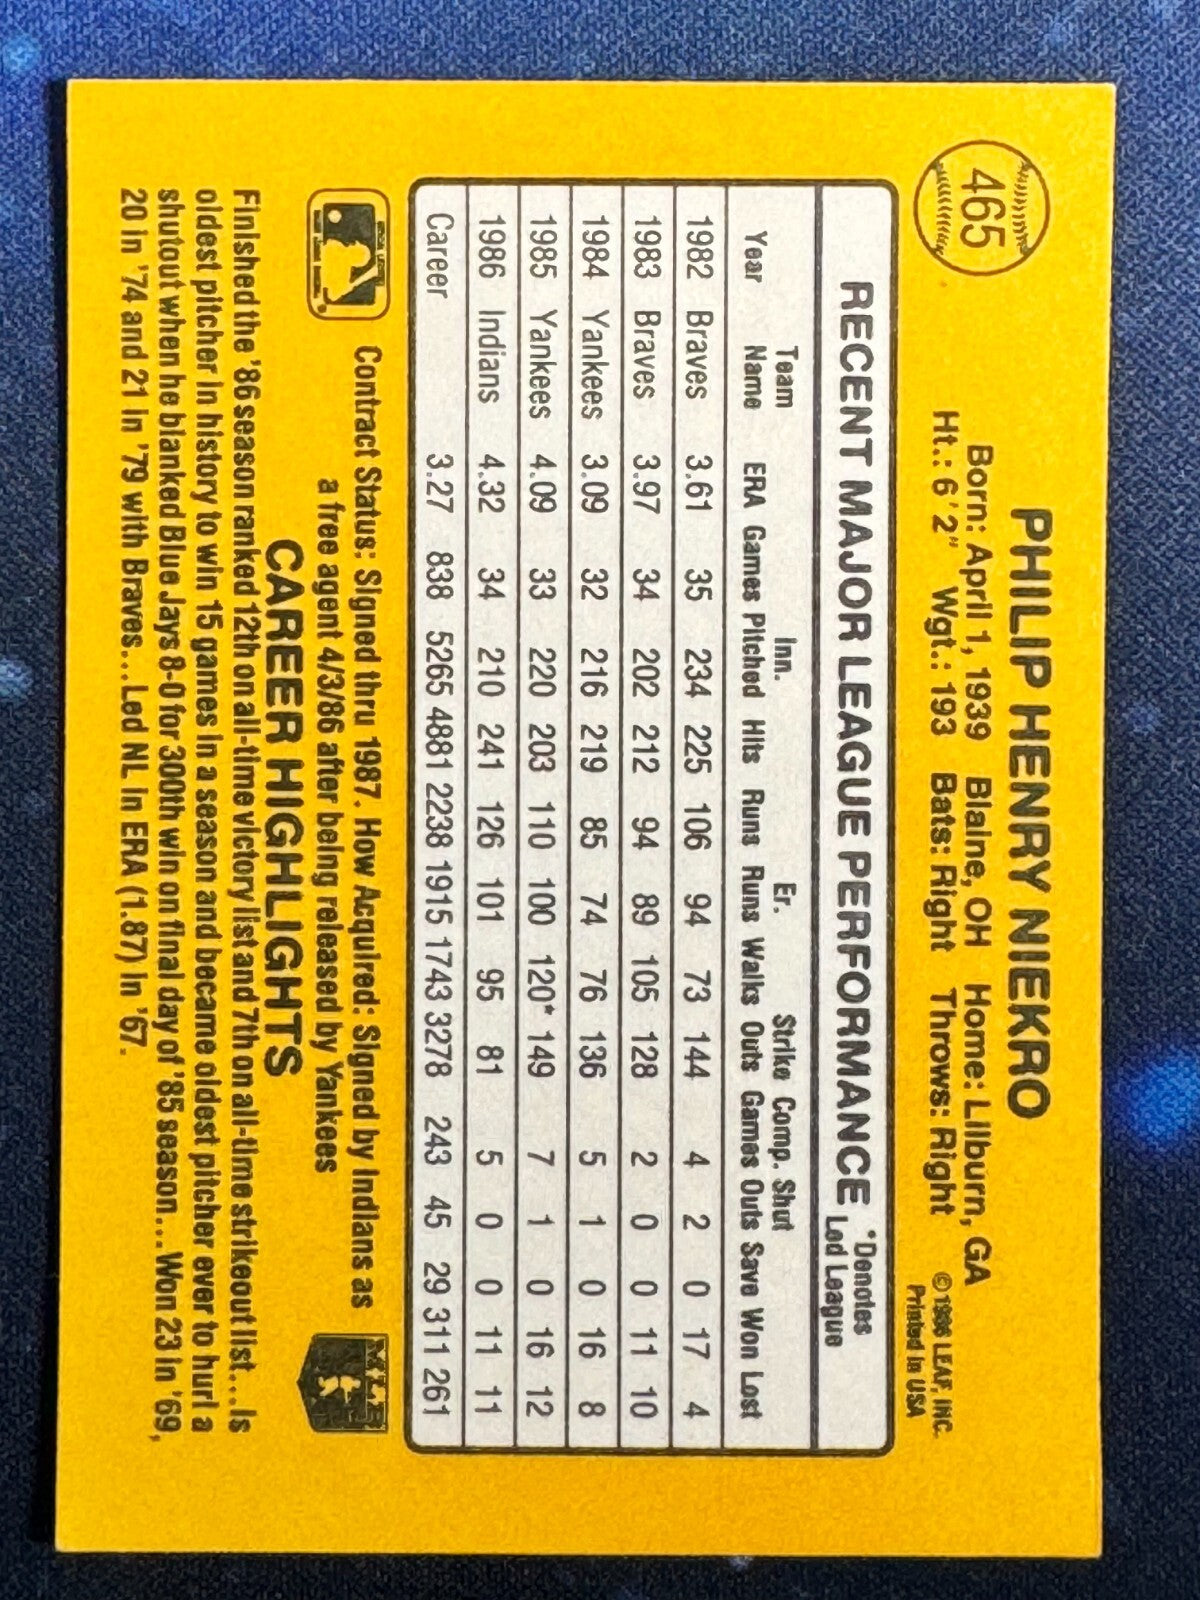 465
PHILIP HENRY NIEKRO
Born: April 1, 1939 Blaine, OH Home: Lilburn, GA
Ht.: 6'2" Wgt.: 193 Bats: Right Throws: Right
© 1986 LEAF, INC.
Printed in USA
RECENT MAJOR LEAGUE PERFORMANCE *Denotes Led League
Team Inn. Er. Strike Comp. Shut
Year Name ERA Games Pitched Hits Runs Runs Walks Outs Games Outs Save Won Lost
1982 Braves 3.61 35 234 225 106 94 73 144 4 2 0 17 4
1983 Braves 3.97 34 202 212 94 89 105 128 2 0 0 11 10
1984 Yankees 3.09 32 216 219 85 74 76 136 5 1 0 16 8
1985 Yankees 4.09 33 220 203 110 100 120* 149 7 1 0 16 12
1986 Indians 4.32 34 210 241 126 101 95 81 5 0 0 11 11
Career 3.27 838 5265 4881 2238 1915 1743 3278 243 45 29 311 261
Contract Status: Signed thru 1987. How Acquired: Signed by Indians as
a free agent 4/3/86 after being released by Yankees
MLB
CAREER HIGHLIGHTS
Finished the '86 season ranked 12th on all-time victory list and 7th on all-time strikeout list...Is
oldest pitcher in history to win 15 games in a season and became oldest pitcher ever to hurl a
shutout when he blanked Blue Jays 8-0 for 300th win on final day of '85 season...Won 23 in '69,
20 in '74 and 21 in '79 with Braves...Led NL in ERA (1.87) in '67.